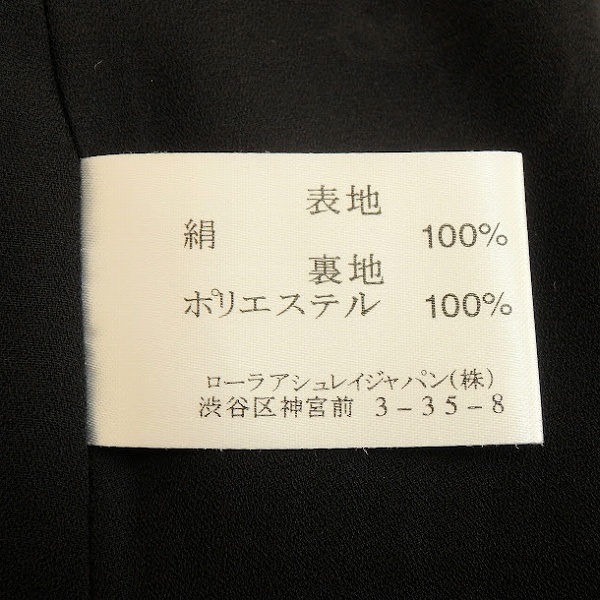 表地
絹 100%
裏地
ポリエステル 100%
ローラアシュレイジャパン(株)
渋谷区神宮前 3-35-8